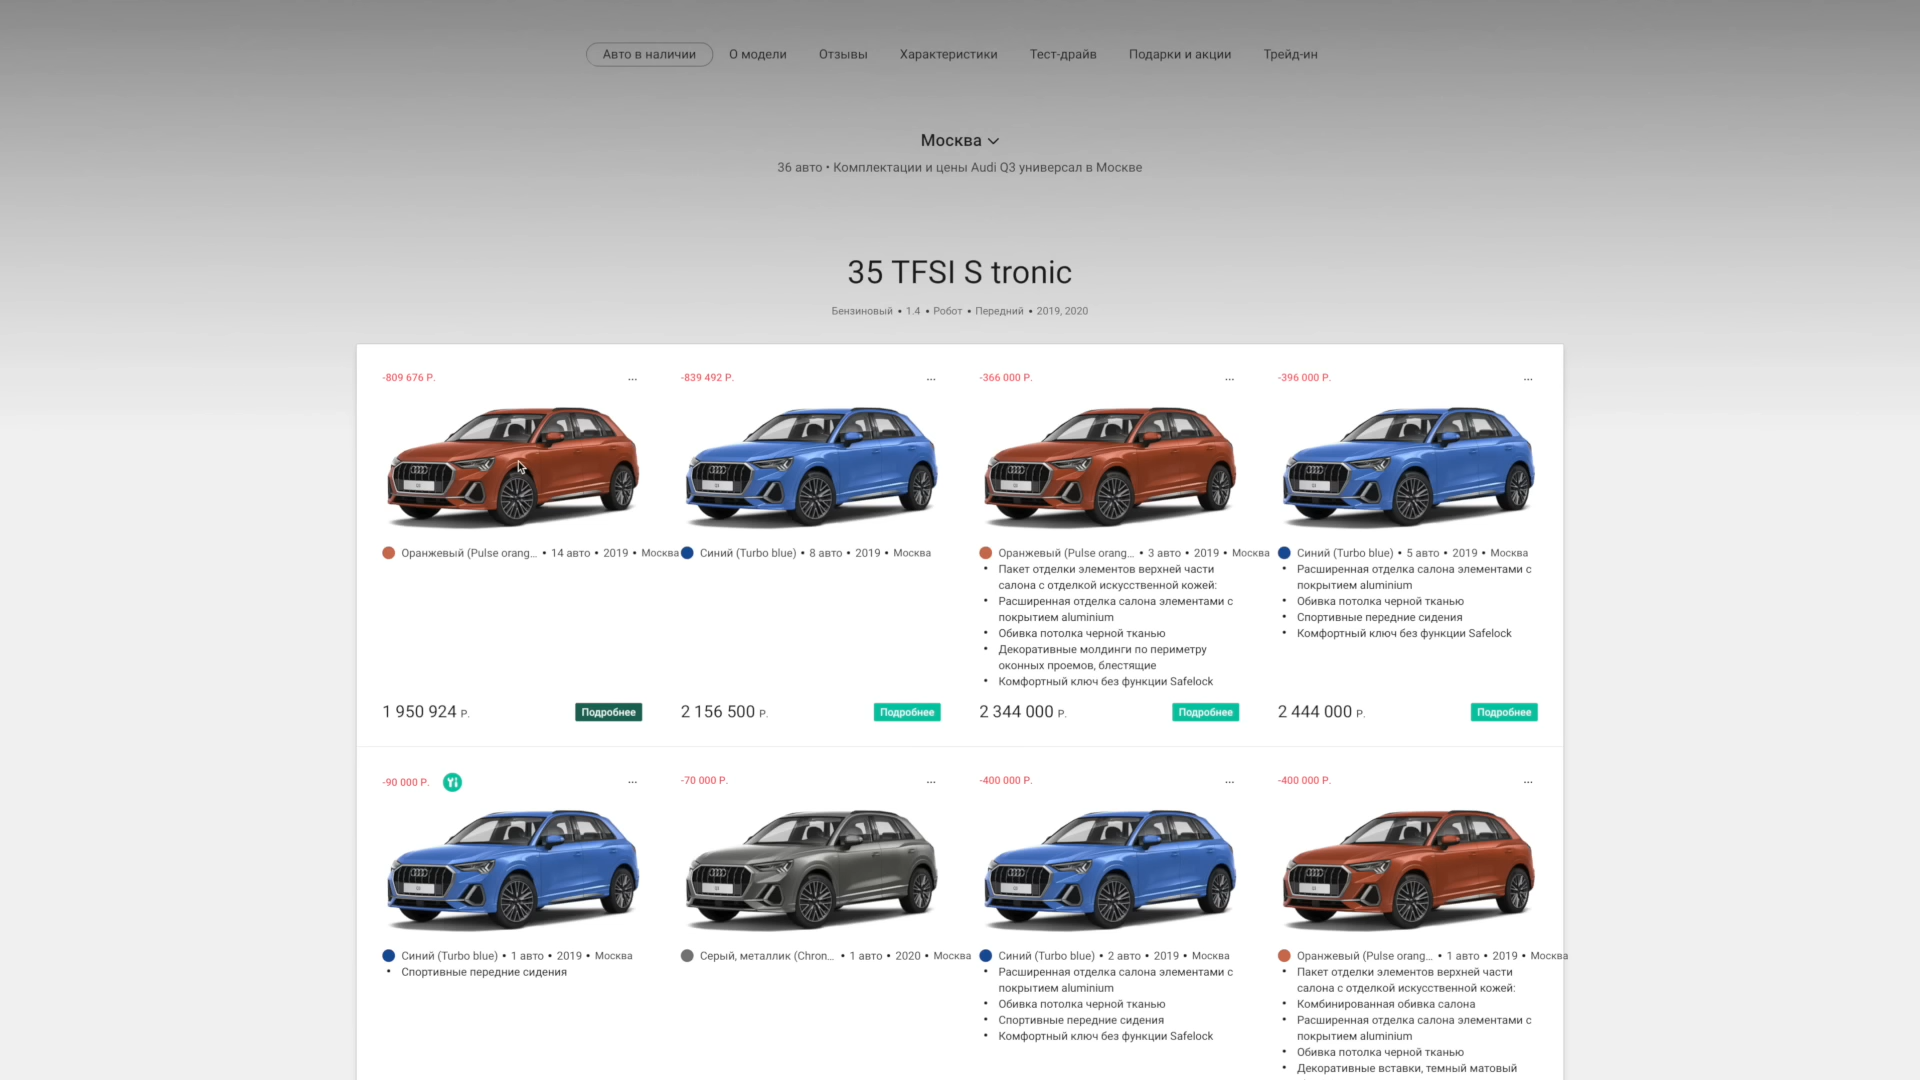 Авто в наличии О модели Отзывы Характеристики Тест-драйв Подарки и акции Трейд-ин
Москва
36 авто • Комплектации и цены Audi Q3 универсал в Москве
35 TFSI S tronic
Бензиновый • 1.4 • Робот • Передний • 2019, 2020
-809 676 Р. ...
Оранжевый (Pulse orang... • 14 авто • 2019 • Москва
1 950 924 Р. Подробнее
-839 492 Р. ...
Синий (Turbo blue) • 8 авто • 2019 • Москва
2 156 500 Р. Подробнее
-366 000 Р. ...
Оранжевый (Pulse orang... • 3 авто • 2019 • Москва
• Пакет отделки элементов верхней части
салона с отделкой искусственной кожей:
• Расширенная отделка салона элементами с
покрытием aluminium
• Обивка потолка черной тканью
• Декоративные молдинги по периметру
оконных проемов, блестящие
• Комфортный ключ без функции Safelock
2 344 000 Р. Подробнее
-396 000 Р. ...
Синий (Turbo blue) • 5 авто • 2019 • Москва
• Расширенная отделка салона элементами с
покрытием aluminium
• Обивка потолка черной тканью
• Спортивные передние сидения
• Комфортный ключ без функции Safelock
2 444 000 Р. Подробнее
-90 000 Р. ...
Синий (Turbo blue) • 1 авто • 2019 • Москва
• Спортивные передние сидения
-70 000 Р. ...
Серый, металлик (Chron... • 1 авто • 2020 • Москва
-400 000 Р. ...
Синий (Turbo blue) • 2 авто • 2019 • Москва
• Расширенная отделка салона элементами с
покрытием aluminium
• Обивка потолка черной тканью
• Спортивные передние сидения
• Комфортный ключ без функции Safelock
-400 000 Р. ...
Оранжевый (Pulse orang... • 1 авто • 2019 • Москва
• Пакет отделки элементов верхней части
салона с отделкой искусственной кожей:
• Комбинированная обивка салона
• Расширенная отделка салона элементами с
покрытием aluminium
• Обивка потолка черной тканью
• Декоративные вставки, темный матовый